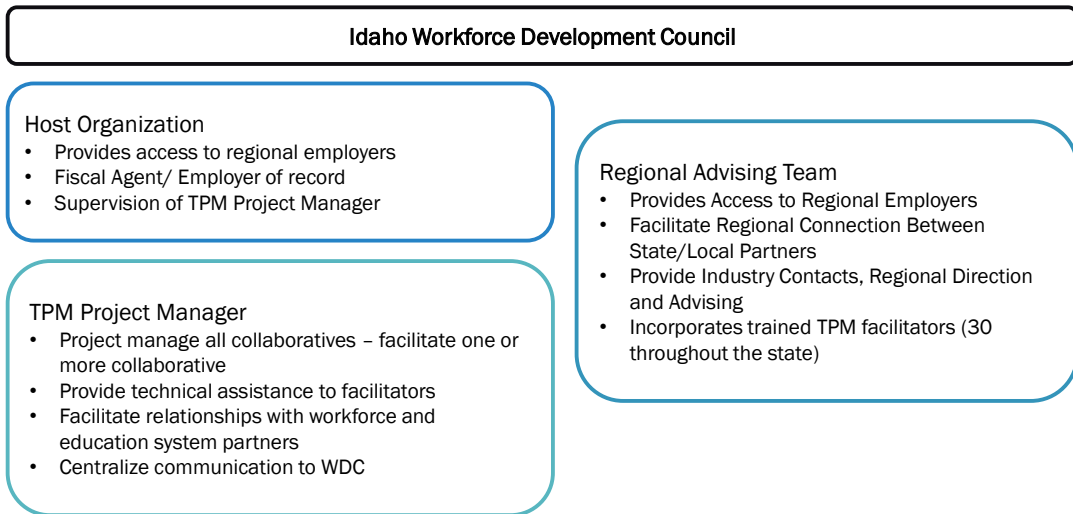 Idaho Workforce Development Council
Host Organization
• Provides access to regional employers
• Fiscal Agent/ Employer of record
• Supervision of TPM Project Manager
TPM Project Manager
• Project manage all collaboratives – facilitate one or
more collaborative
• Provide technical assistance to facilitators
• Facilitate relationships with workforce and
education system partners
• Centralize communication to WDC
Regional Advising Team
• Provides Access to Regional Employers
• Facilitate Regional Connection Between
State/Local Partners
• Provide Industry Contacts, Regional Direction
and Advising
• Incorporates trained TPM facilitators (30
throughout the state)